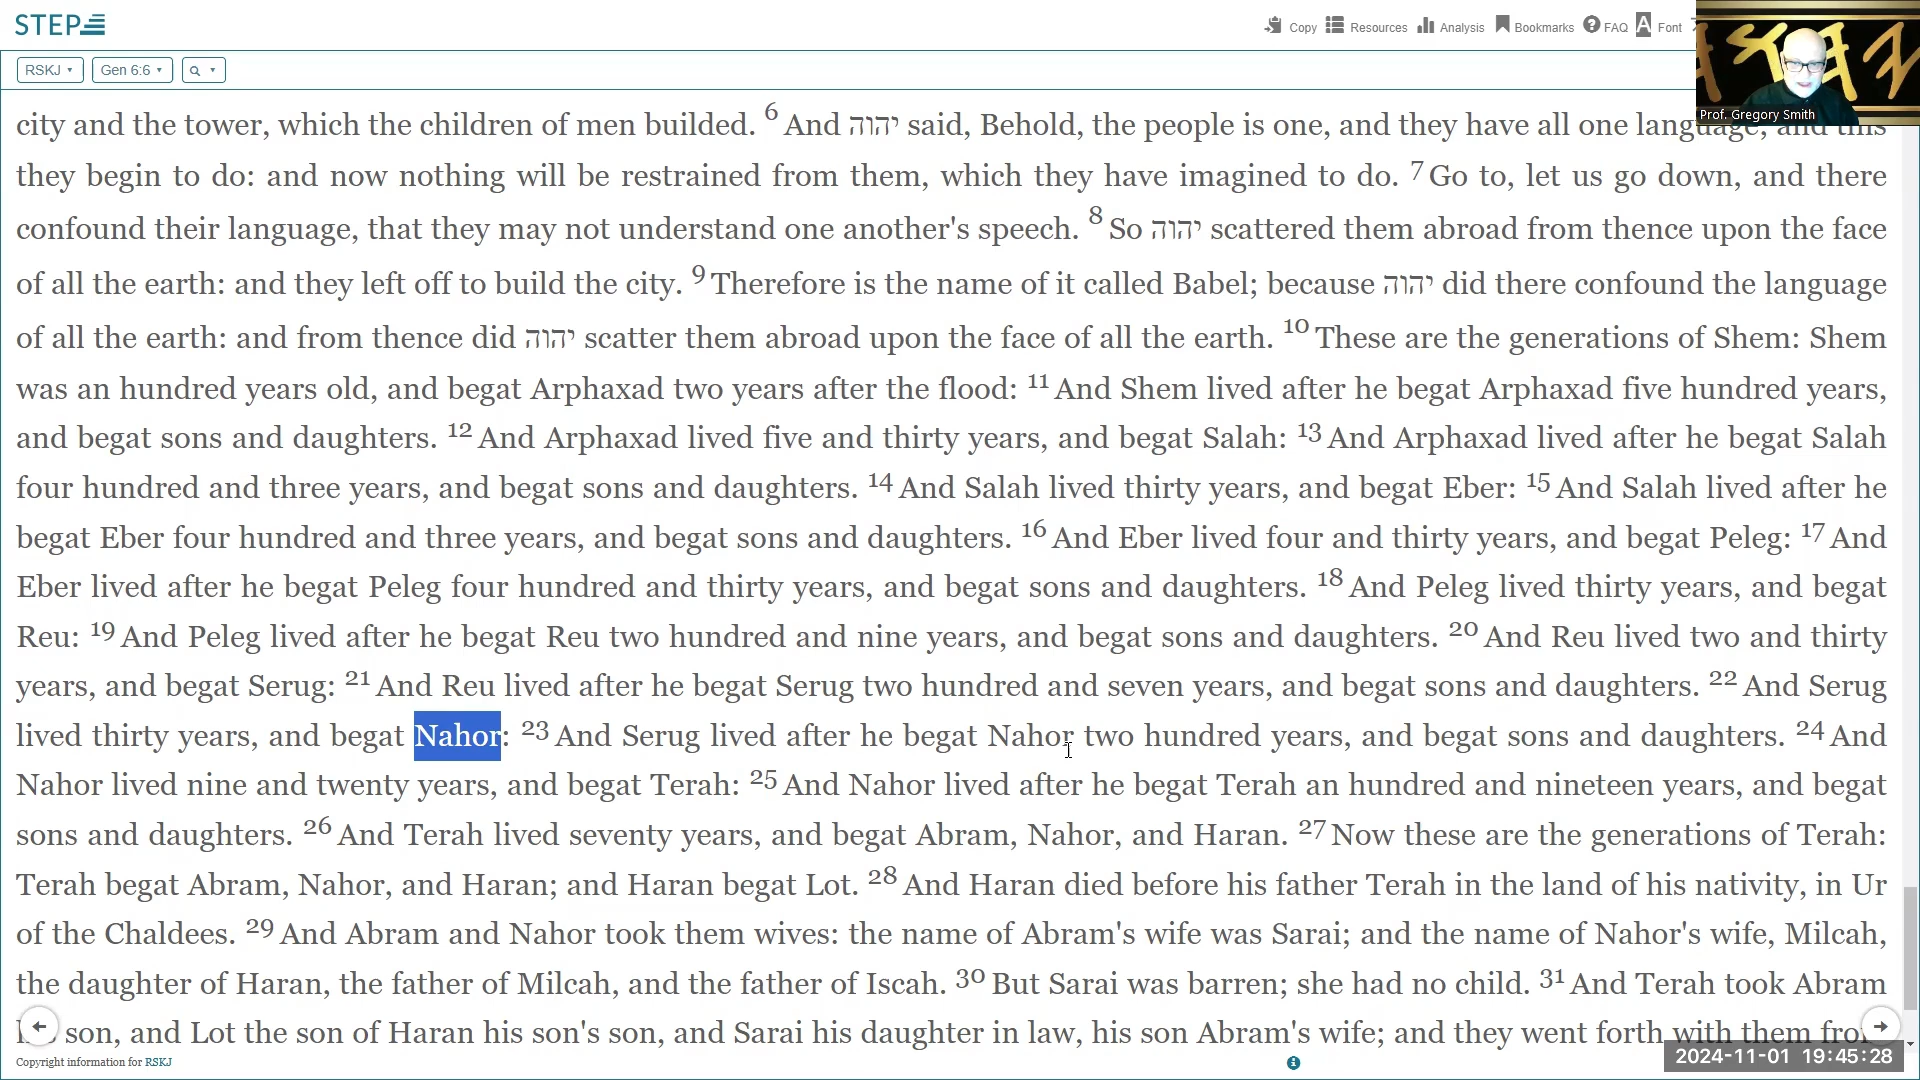 STEP
Copy Resources Analysis Bookmarks FAQ Font
RSKJ Gen 6:6
Prof. Gregory Smith
city and the tower, which the children of men builded. 6 And יהוה said, Behold, the people is one, and they have all one language; and this
they begin to do: and now nothing will be restrained from them, which they have imagined to do. 7 Go to, let us go down, and there
confound their language, that they may not understand one another's speech. 8 So יהוה scattered them abroad from thence upon the face
of all the earth: and they left off to build the city. 9 Therefore is the name of it called Babel; because יהוה did there confound the language
of all the earth: and from thence did יהוה scatter them abroad upon the face of all the earth. 10 These are the generations of Shem: Shem
was an hundred years old, and begat Arphaxad two years after the flood: 11 And Shem lived after he begat Arphaxad five hundred years,
and begat sons and daughters. 12 And Arphaxad lived five and thirty years, and begat Salah: 13 And Arphaxad lived after he begat Salah
four hundred and three years, and begat sons and daughters. 14 And Salah lived thirty years, and begat Eber: 15 And Salah lived after he
begat Eber four hundred and three years, and begat sons and daughters. 16 And Eber lived four and thirty years, and begat Peleg: 17 And
Eber lived after he begat Peleg four hundred and thirty years, and begat sons and daughters. 18 And Peleg lived thirty years, and begat
Reu: 19 And Peleg lived after he begat Reu two hundred and nine years, and begat sons and daughters. 20 And Reu lived two and thirty
years, and begat Serug: 21 And Reu lived after he begat Serug two hundred and seven years, and begat sons and daughters. 22 And Serug
lived thirty years, and begat Nahor: 23 And Serug lived after he begat Nahor two hundred years, and begat sons and daughters. 24 And
Nahor lived nine and twenty years, and begat Terah: 25 And Nahor lived after he begat Terah an hundred and nineteen years, and begat
sons and daughters. 26 And Terah lived seventy years, and begat Abram, Nahor, and Haran. 27 Now these are the generations of Terah:
Terah begat Abram, Nahor, and Haran; and Haran begat Lot. 28 And Haran died before his father Terah in the land of his nativity, in Ur
of the Chaldees. 29 And Abram and Nahor took them wives: the name of Abram's wife was Sarai; and the name of Nahor's wife, Milcah,
the daughter of Haran, the father of Milcah, and the father of Iscah. 30 But Sarai was barren; she had no child. 31 And Terah took Abram
son, and Lot the son of Haran his son's son, and Sarai his daughter in law, his son Abram's wife; and they went forth with them from
Copyright information for RSKJ
2024-11-01 19:45:28